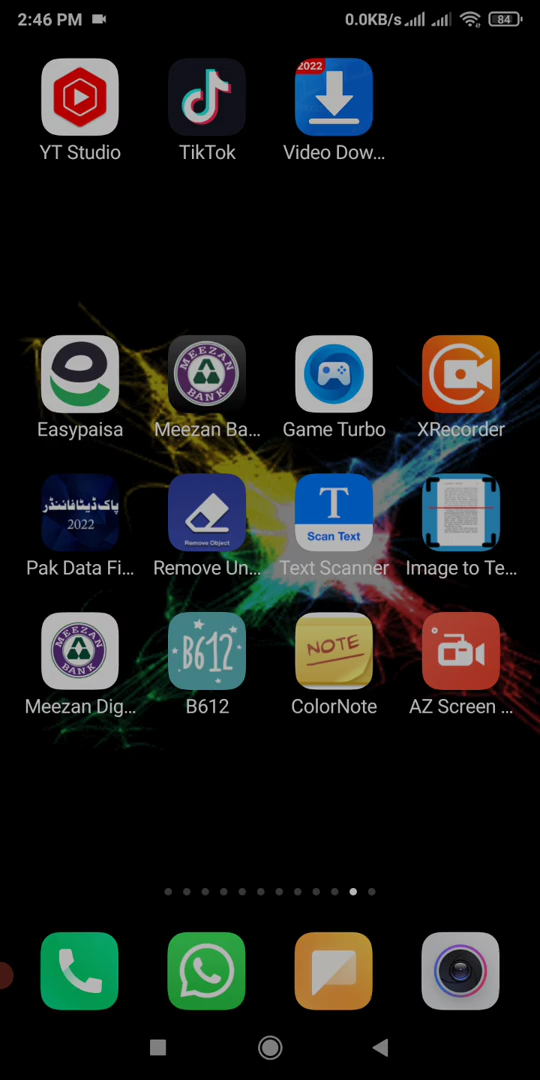 2:46 PM
0.0KB/s
84
2022
YT Studio
TikTok
Video Dow...
MEEZAN
BANK
Easypaisa
Meezan Ba...
Game Turbo
XRecorder
پاک ڈیٹا فائنڈر
2022
Remove Object
T
Scan Text
Pak Data Fi...
Remove Un...
Text Scanner
Image to Te...
MEEZAN
BANK
B612
NOTE
Meezan Dig...
B612
ColorNote
AZ Screen ...